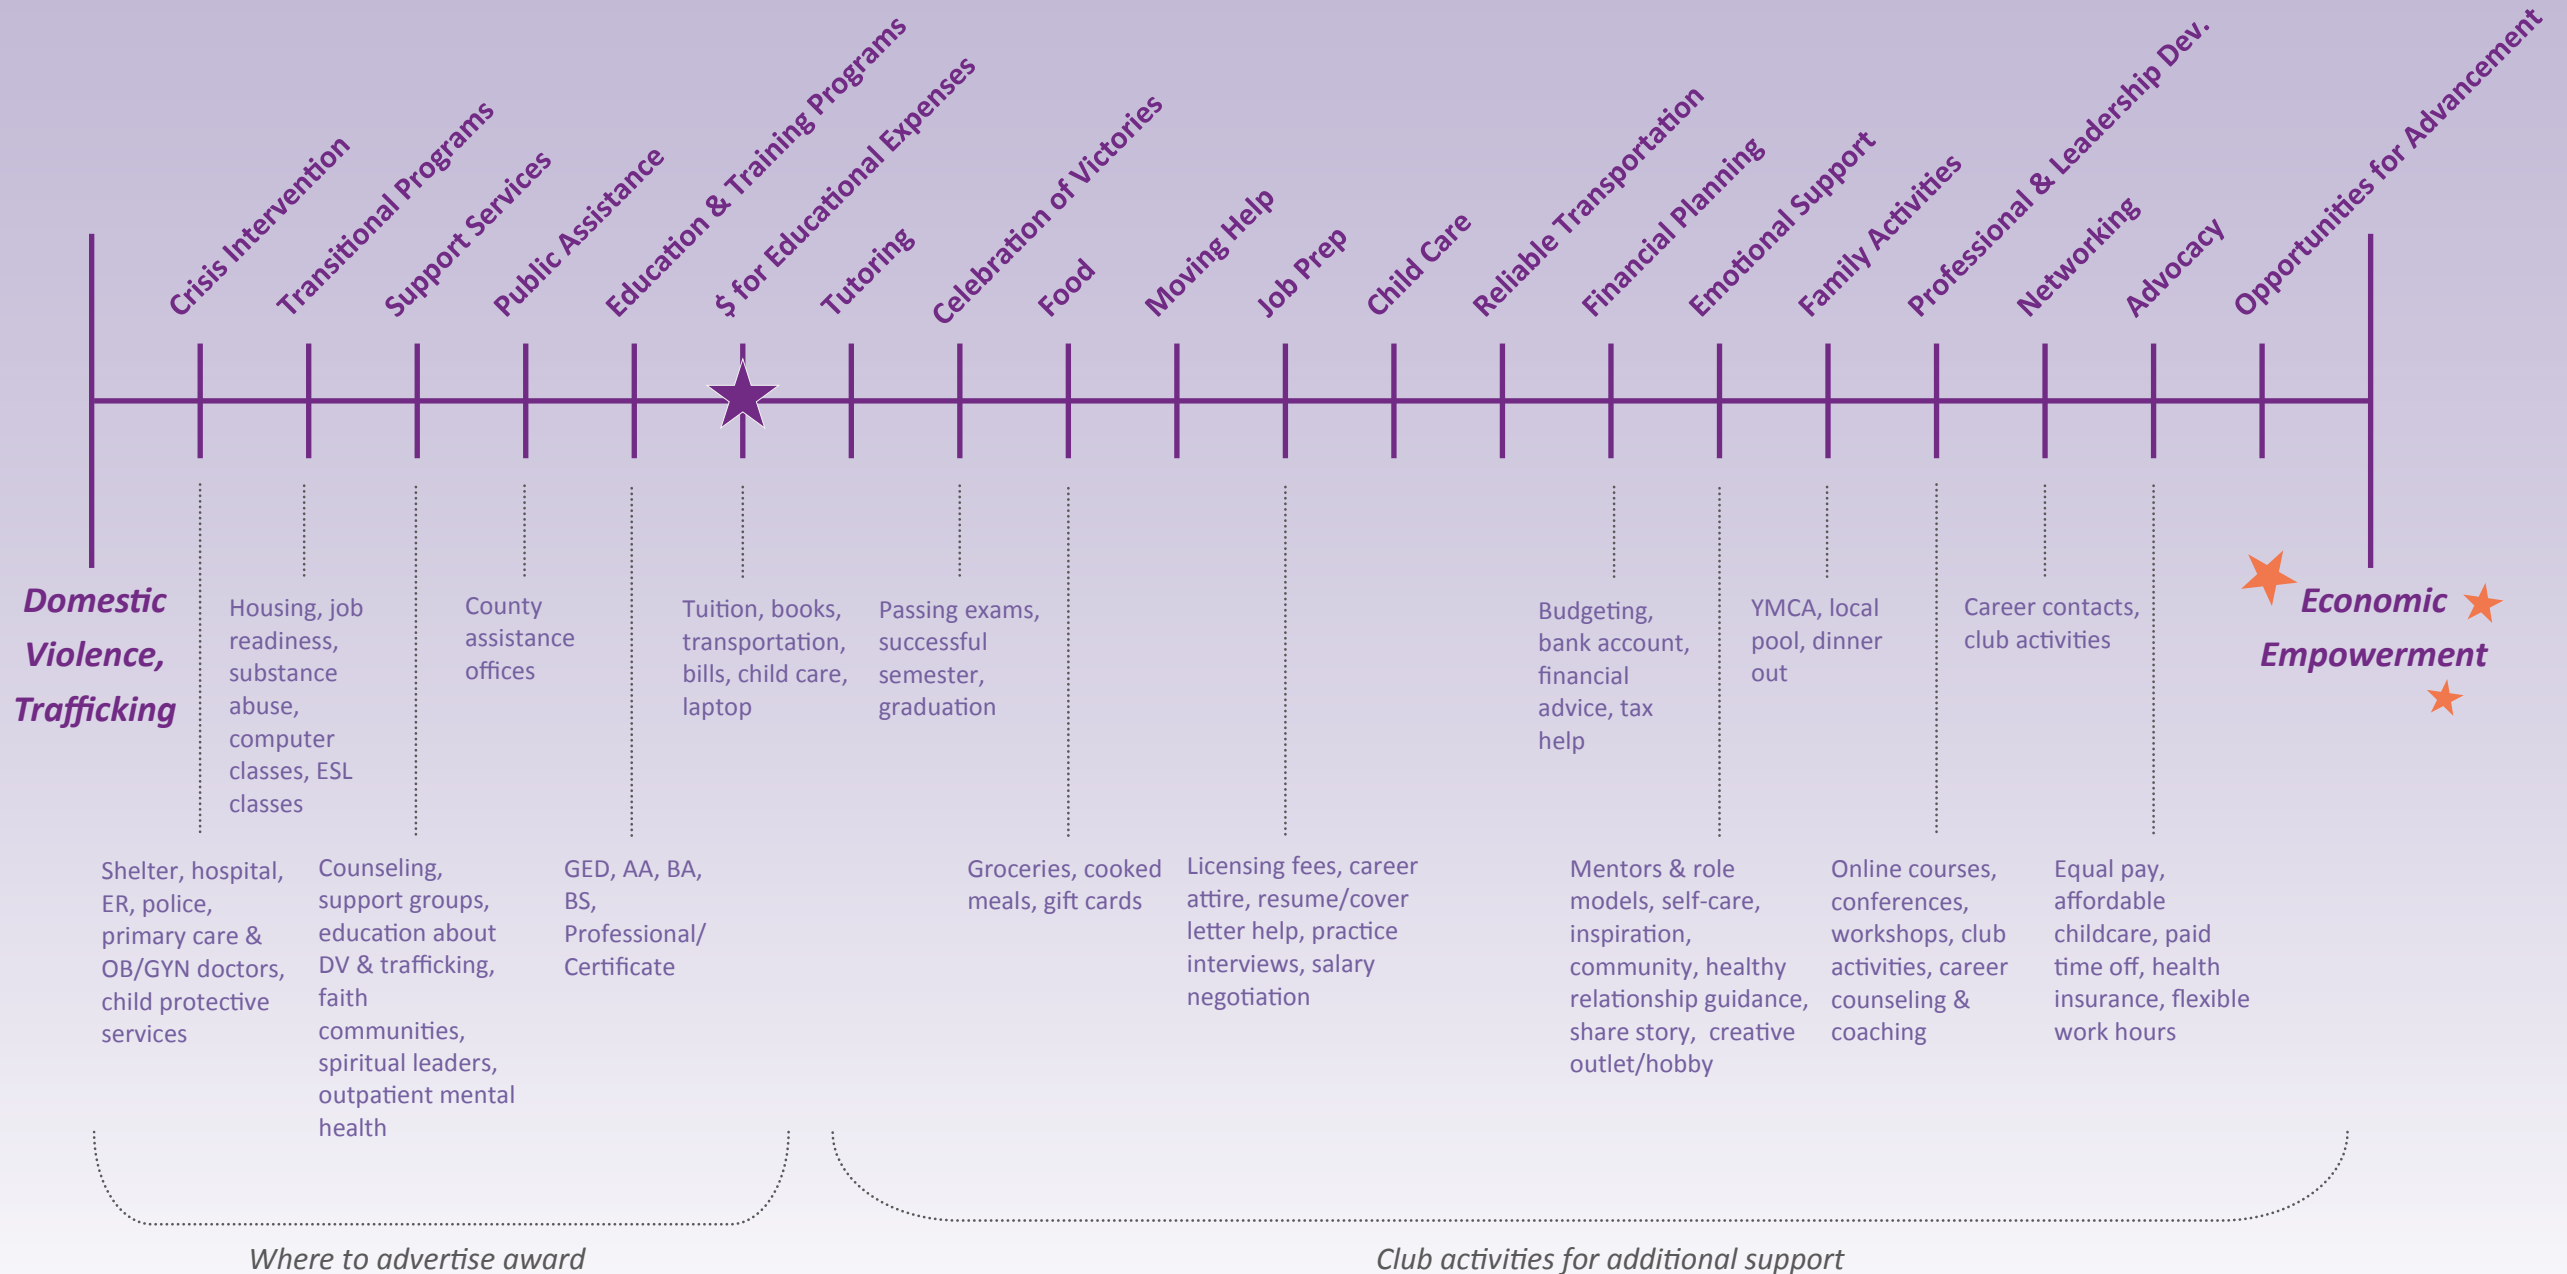 Crisis Intervention
Transitional Programs
Support Services
Public Assistance
Education & Training Programs
$ for Educational Expenses
Tutoring
Celebration of Victories
Food
Moving Help
Job Prep
Child Care
Reliable Transportation
Financial Planning
Emotional Support
Family Activities
Professional & Leadership Dev.
Networking
Advocacy
Opportunities for Advancement
Domestic
Violence,
Trafficking
Housing, job
readiness,
substance
abuse,
computer
classes, ESL
classes
County
assistance
offices
Tuition, books,
transportation,
bills, child care,
laptop
Passing exams,
successful
semester,
graduation
Budgeting,
bank account,
financial
advice, tax
help
YMCA, local
pool, dinner
out
Career contacts,
club activities
Economic
Empowerment
Shelter, hospital,
ER, police,
primary care &
OB/GYN doctors,
child protective
services
Counseling,
support groups,
education about
DV & trafficking,
faith
communities,
spiritual leaders,
outpatient mental
health
GED, AA, BA,
BS,
Professional/
Certificate
Groceries, cooked
meals, gift cards
Licensing fees, career
attire, resume/cover
letter help, practice
interviews, salary
negotiation
Mentors & role
models, self-care,
inspiration,
community, healthy
relationship guidance,
share story,  creative
outlet/hobby
Online courses,
conferences,
workshops, club
activities, career
counseling &
coaching
Equal pay,
affordable
childcare, paid
time off, health
insurance, flexible
work hours
Where to advertise award
Club activities for additional support